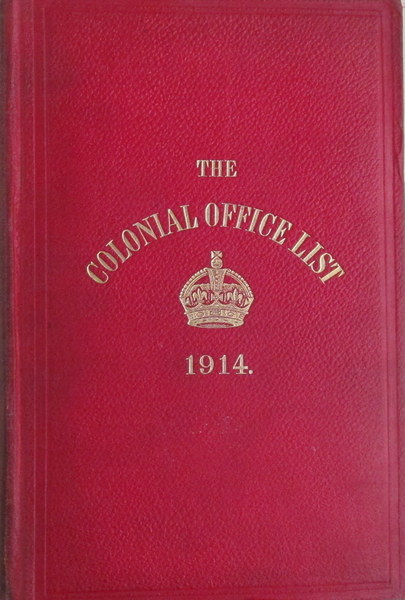 THE
COLONIAL OFFICE LIST
1914.